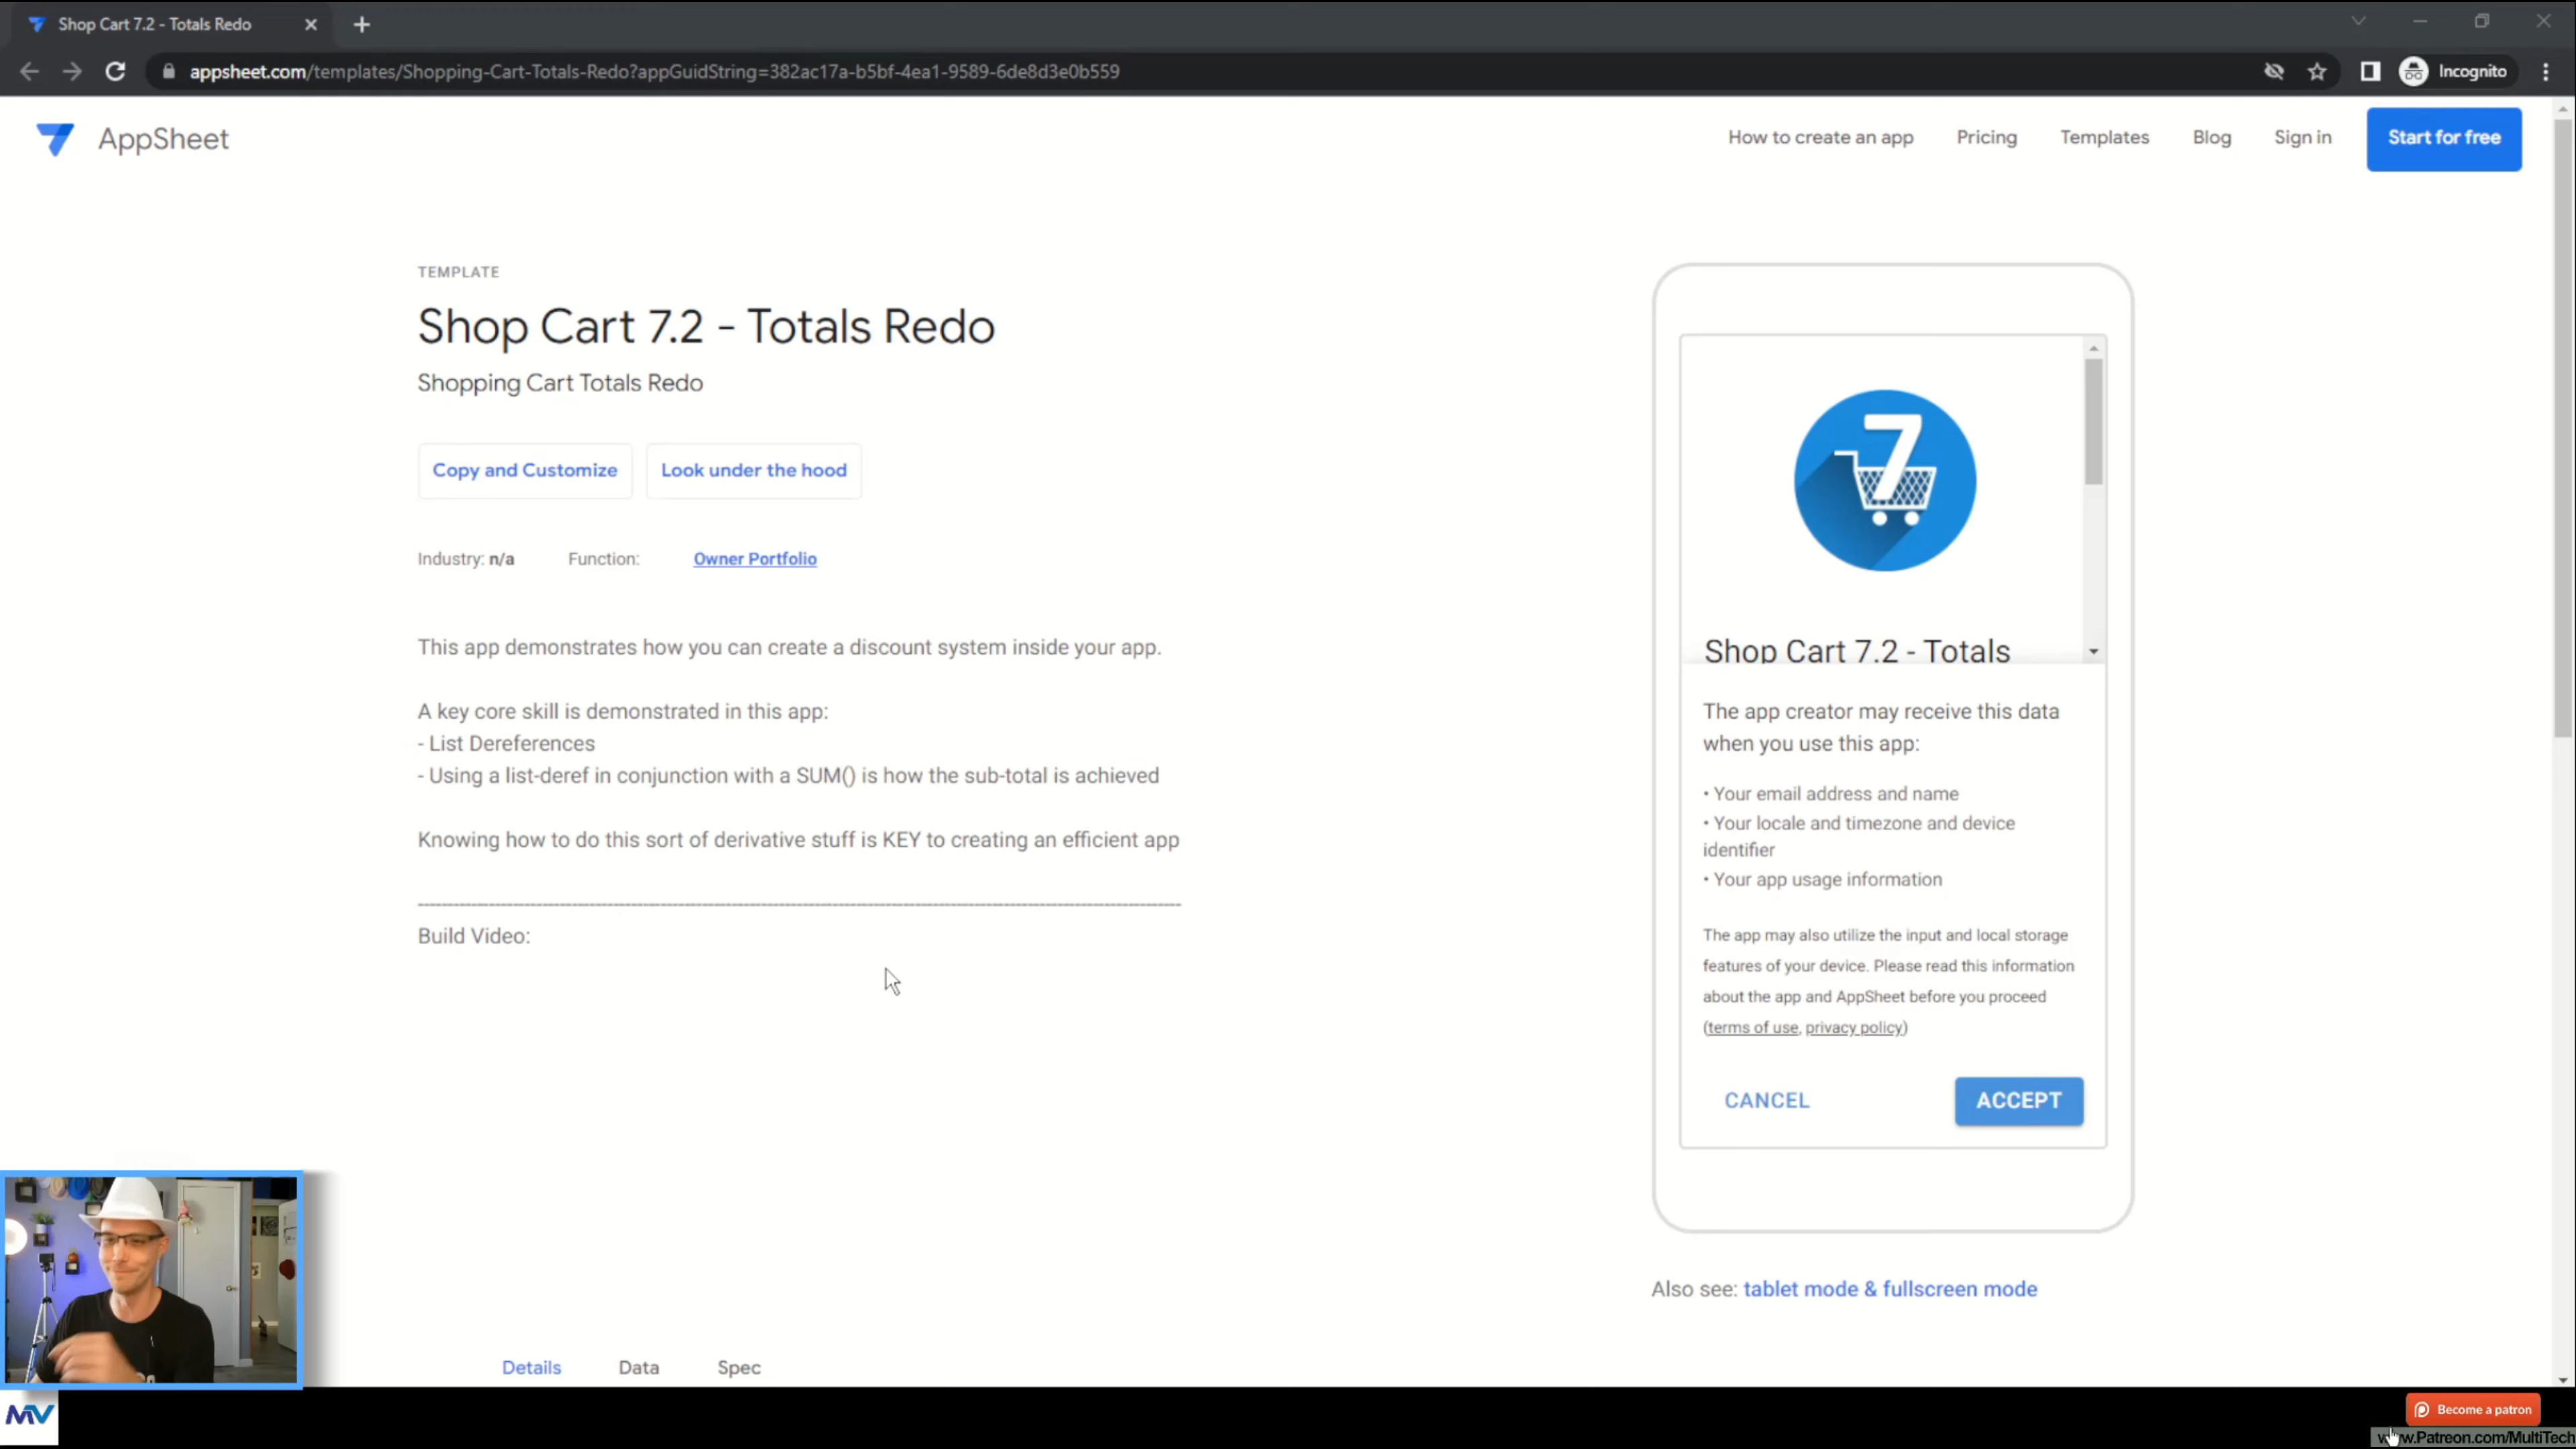 Shop Cart 7.2 - Totals Redo
appsheet.com/templates/Shopping-Cart-Totals-Redo?appGuidString=382ac17a-b5bf-4ea1-9589-6de8d3e0b559
Incognito
AppSheet
How to create an app
Pricing
Templates
Blog
Sign in
Start for free
TEMPLATE
Shop Cart 7.2 - Totals Redo
Shopping Cart Totals Redo
Copy and Customize
Look under the hood
Industry: n/a
Function:
Owner Portfolio
This app demonstrates how you can create a discount system inside your app.
A key core skill is demonstrated in this app:
- List Dereferences
- Using a list-deref in conjunction with a SUM() is how the sub-total is achieved
Knowing how to do this sort of derivative stuff is KEY to creating an efficient app
Build Video:
7
Shop Cart 7.2 - Totals
The app creator may receive this data
when you use this app:
• Your email address and name
• Your locale and timezone and device
identifier
• Your app usage information
The app may also utilize the input and local storage
features of your device. Please read this information
about the app and AppSheet before you proceed
(terms of use, privacy policy)
CANCEL
ACCEPT
Also see: tablet mode & fullscreen mode
Details
Data
Spec
MV
Become a patron
www.Patreon.com/MultiTech